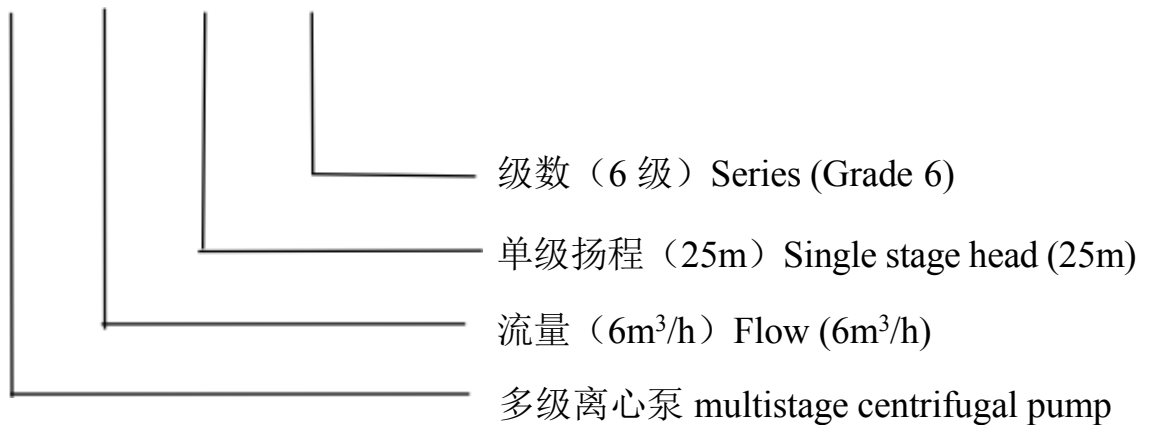 级数（6 级）Series (Grade 6)
单级扬程（25m）Single stage head (25m)
流量（6m³/h）Flow (6m³/h)
多级离心泵 multistage centrifugal pump